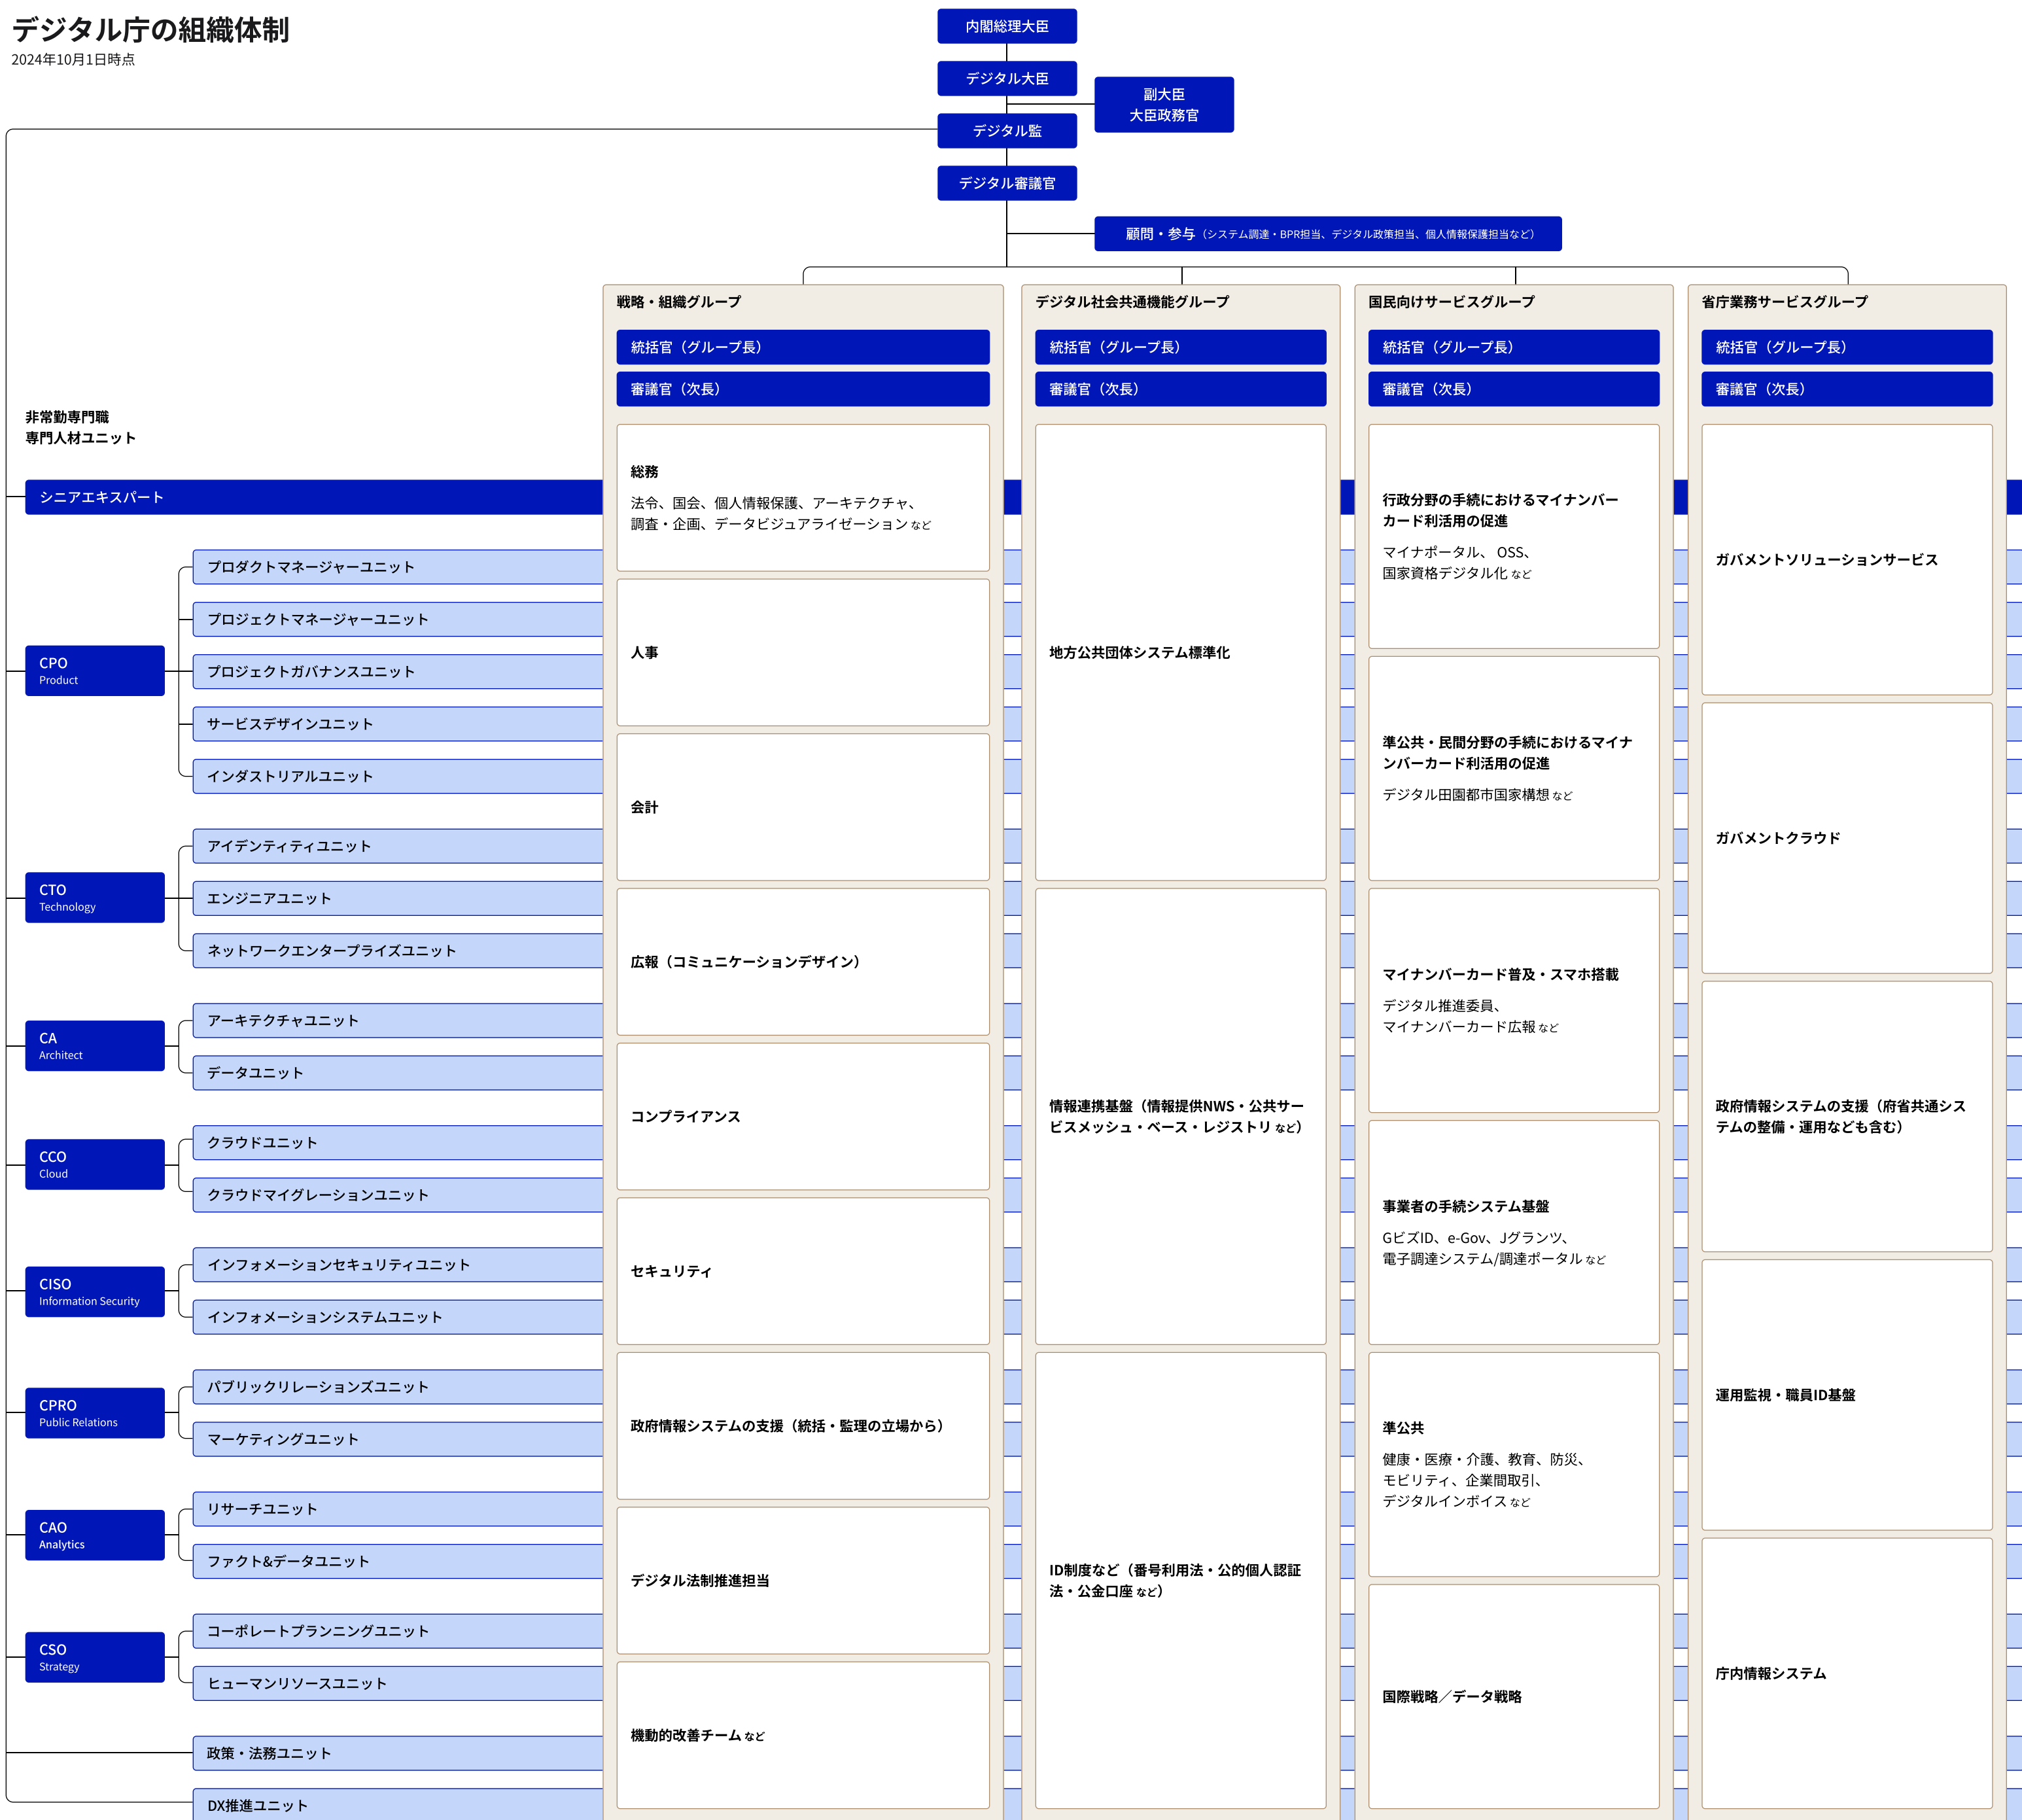 デジタル庁の組織体制
2024年10月1日時点
内閣総理大臣
デジタル大臣
副大臣
大臣政務官
デジタル監
デジタル審議官
顧問・参与（システム調達・BPR担当、デジタル政策担当、個人情報保護担当など）
非常勤専門職
専門人材ユニット
シニアエキスパート
CPO
Product
プロダクトマネージャーユニット
プロジェクトマネージャーユニット
プロジェクトガバナンスユニット
サービスデザインユニット
インダストリアルユニット
CTO
Technology
アイデンティティユニット
エンジニアユニット
ネットワークエンタープライズユニット
CA
Architect
アーキテクチャユニット
データユニット
CCO
Cloud
クラウドユニット
クラウドマイグレーションユニット
CISO
Information Security
インフォメーションセキュリティユニット
インフォメーションシステムユニット
CPRO
Public Relations
パブリックリレーションズユニット
マーケティングユニット
CAO
Analytics
リサーチユニット
ファクト&データユニット
CSO
Strategy
コーポレートプランニングユニット
ヒューマンリソースユニット
政策・法務ユニット
DX推進ユニット
戦略・組織グループ
統括官（グループ長）
審議官（次長）
総務
法令、国会、個人情報保護、アーキテクチャ、
調査・企画、データビジュアライゼーション など
人事
会計
広報（コミュニケーションデザイン）
コンプライアンス
セキュリティ
政府情報システムの支援（統括・監理の立場から）
デジタル法制推進担当
機動的改善チーム など
デジタル社会共通機能グループ
統括官（グループ長）
審議官（次長）
地方公共団体システム標準化
情報連携基盤（情報提供NWS・公共サー
ビスメッシュ・ベース・レジストリ など）
ID制度など（番号利用法・公的個人認証
法・公金口座 など）
国民向けサービスグループ
統括官（グループ長）
審議官（次長）
行政分野の手続におけるマイナンバー
カード利活用の促進
マイナポータル、 OSS、
国家資格デジタル化 など
準公共・民間分野の手続におけるマイナ
ンバーカード利活用の促進
デジタル田園都市国家構想 など
マイナンバーカード普及・スマホ搭載
デジタル推進委員、
マイナンバーカード広報 など
事業者の手続システム基盤
GビズID、e-Gov、Jグランツ、
電子調達システム/調達ポータル など
準公共
健康・医療・介護、教育、防災、
モビリティ、企業間取引、
デジタルインボイス など
国際戦略／データ戦略
省庁業務サービスグループ
統括官（グループ長）
審議官（次長）
ガバメントソリューションサービス
ガバメントクラウド
政府情報システムの支援（府省共通シス
テムの整備・運用なども含む）
運用監視・職員ID基盤
庁内情報システム